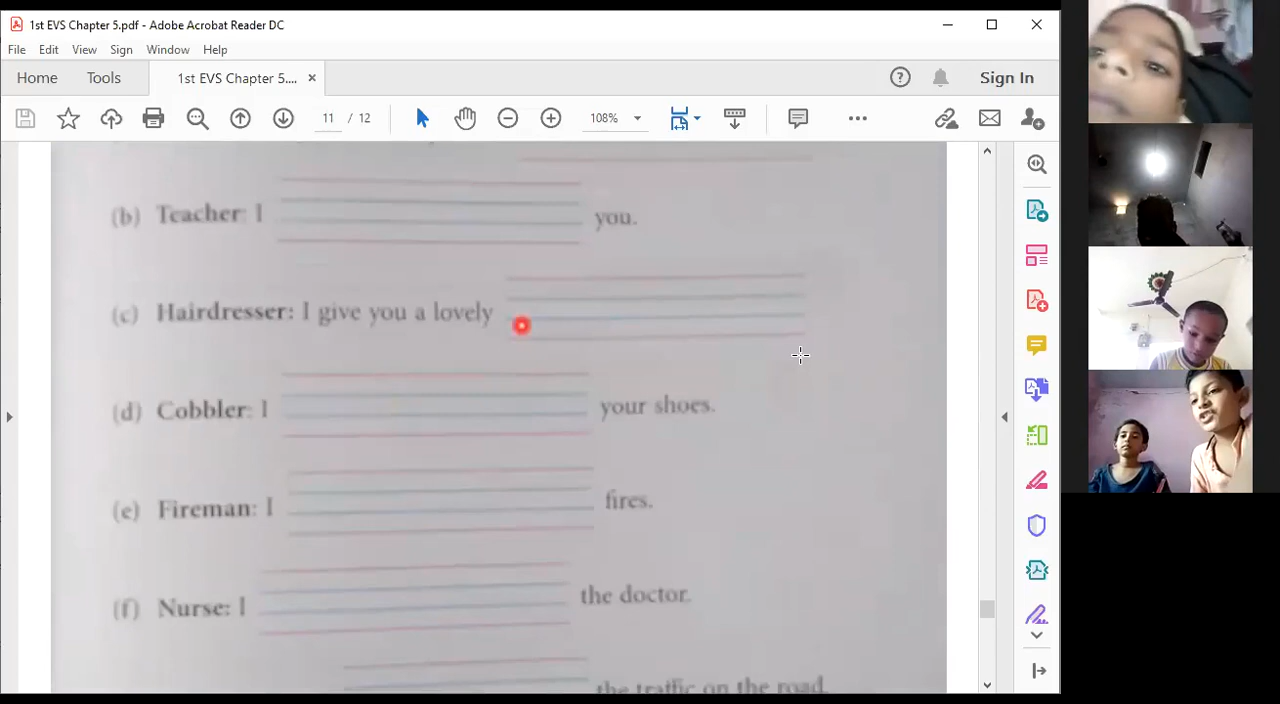 1st EVS Chapter 5.pdf - Adobe Acrobat Reader DC
File Edit View Sign Window Help
Home Tools 1st EVS Chapter 5.... Sign In
11 / 12 108%
(b) Teacher: I you.
(c) Hairdresser: I give you a lovely
(d) Cobbler: I your shoes.
(e) Fireman: I fires.
(f) Nurse: I the doctor.
the traffic on the road.